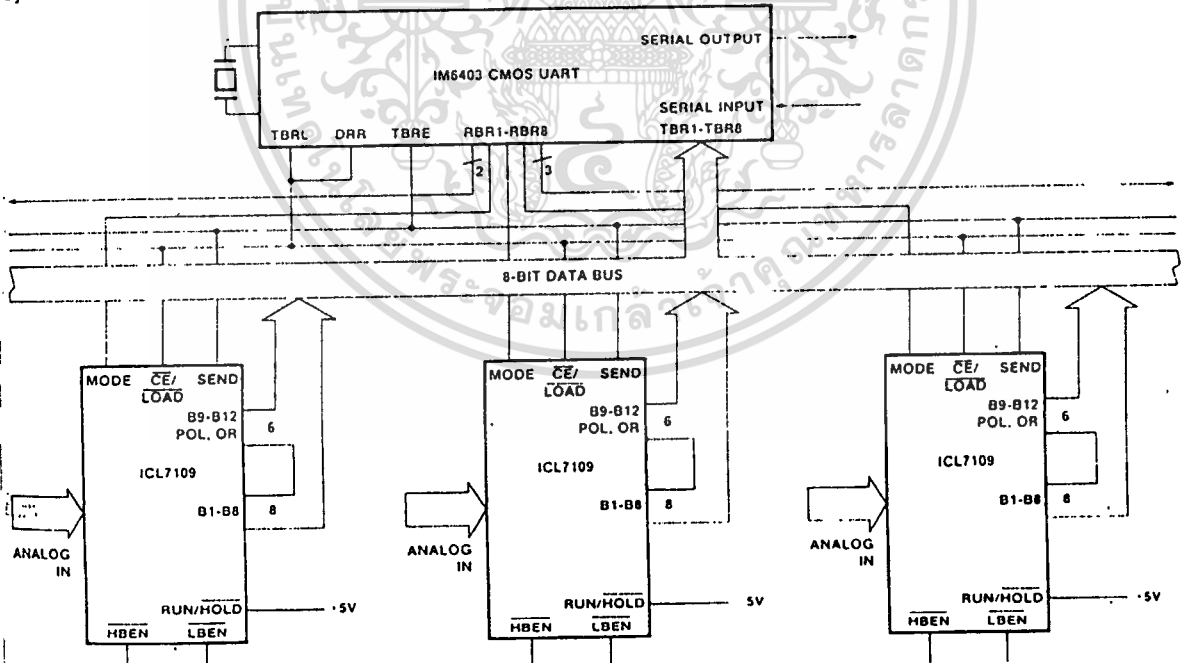 SERIAL OUTPUT
IM6403 CMOS UART
SERIAL INPUT
TBRL DRR TBRE RBR1-RBR8 TBR1-TBR8
2 3
8-BIT DATA BUS
MODE CE/LOAD SEND
B9-B12
POL, OR
6
ICL7109
B1-B8
8
ANALOG
IN
RUN/HOLD
+5V
HBEN LBEN
MODE CE/LOAD SEND
B9-B12
POL, OR
6
ICL7109
B1-B8
8
ANALOG
IN
RUN/HOLD
5V
HBEN LBEN
MODE CE/LOAD SEND
B9-B12
POL, OR
6
ICL7109
B1-B8
8
ANALOG
IN
RUN/HOLD
+5V
HBEN LBEN